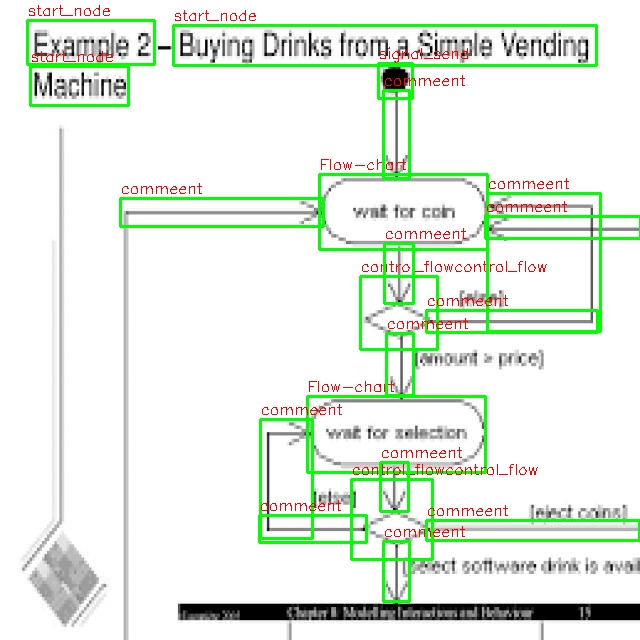 start_node
start_node
Example 2 – Buying Drinks from a Simple Vending
start_node
signal_send
Machine
commeent
Flow-chart
commeent
commeent
wait for coin
commeent
commeent
control_flowcontrol_flow
[else]
commeent
commeent
[amount > price]
Flow-chart
commeent
wait for selection
commeent
control_flowcontrol_flow
[else]
commeent
commeent
[eject coins]
commeent
[select software drink is avai
Chapter 8: Modelling Interactions and Behaviour
15